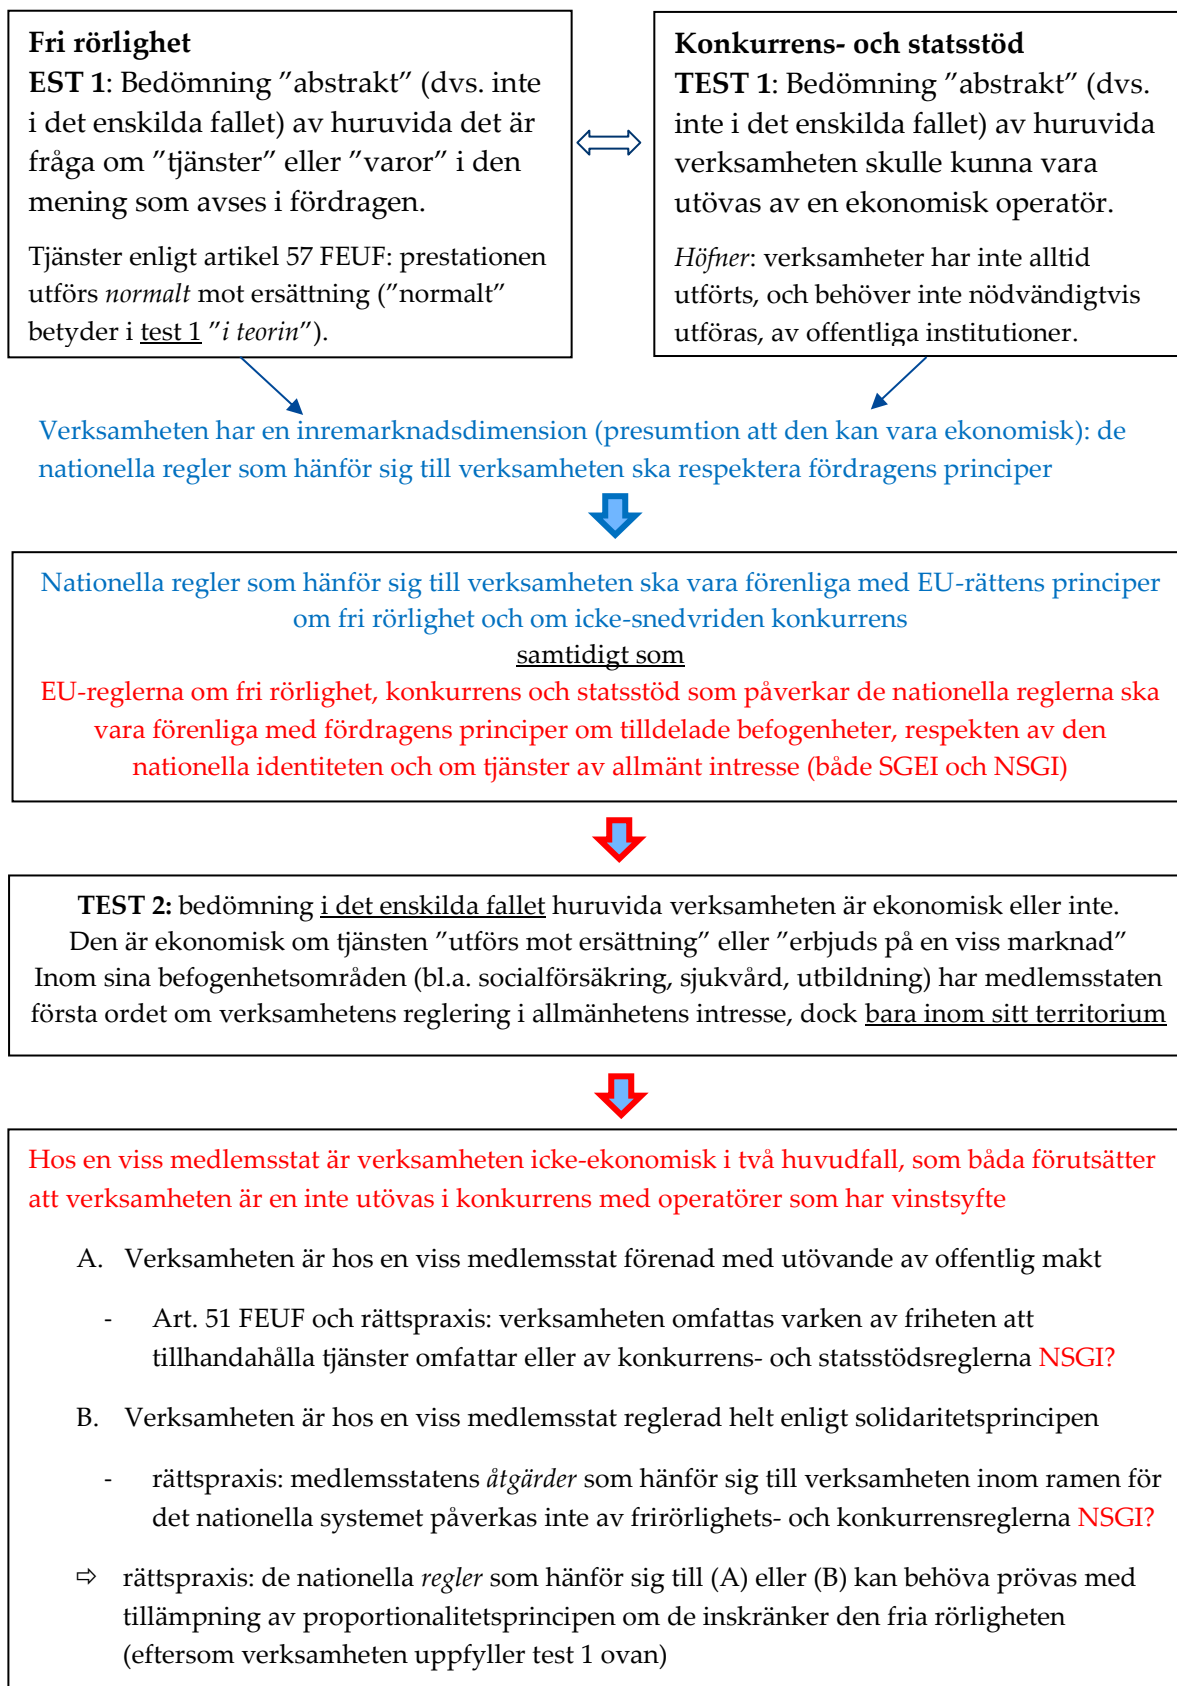 Fri rörlighet
EST 1: Bedömning ”abstrakt” (dvs. inte
i det enskilda fallet) av huruvida det är
fråga om ”tjänster” eller ”varor” i den
mening som avses i fördragen.
Tjänster enligt artikel 57 FEUF: prestationen
utförs normalt mot ersättning (”normalt”
betyder i test 1 ”i teorin”).
Konkurrens- och statsstöd
TEST 1: Bedömning ”abstrakt” (dvs.
inte i det enskilda fallet) av huruvida
verksamheten skulle kunna vara
utövas av en ekonomisk operatör.
Höfner: verksamheter har inte alltid
utförts, och behöver inte nödvändigtvis
utföras, av offentliga institutioner.
Verksamheten har en inremarknadsdimension (presumtion att den kan vara ekonomisk): de
nationella regler som hänför sig till verksamheten ska respektera fördragens principer
Nationella regler som hänför sig till verksamheten ska vara förenliga med EU-rättens principer
om fri rörlighet och om icke-snedvriden konkurrens
samtidigt som
EU-reglerna om fri rörlighet, konkurrens och statsstöd som påverkar de nationella reglerna ska
vara förenliga med fördragens principer om tilldelade befogenheter, respekten av den
nationella identiteten och om tjänster av allmänt intresse (både SGEI och NSGI)
TEST 2: bedömning i det enskilda fallet huruvida verksamheten är ekonomisk eller inte.
Den är ekonomisk om tjänsten ”utförs mot ersättning” eller ”erbjuds på en viss marknad”
Inom sina befogenhetsområden (bl.a. socialförsäkring, sjukvård, utbildning) har medlemsstaten
första ordet om verksamhetens reglering i allmänhetens intresse, dock bara inom sitt territorium
Hos en viss medlemsstat är verksamheten icke-ekonomisk i två huvudfall, som båda förutsätter
att verksamheten är en inte utövas i konkurrens med operatörer som har vinstsyfte
A. Verksamheten är hos en viss medlemsstat förenad med utövande av offentlig makt
- Art. 51 FEUF och rättspraxis: verksamheten omfattas varken av friheten att
tillhandahålla tjänster omfattar eller av konkurrens- och statsstödsreglerna NSGI?
B. Verksamheten är hos en viss medlemsstat reglerad helt enligt solidaritetsprincipen
- rättspraxis: medlemsstatens åtgärder som hänför sig till verksamheten inom ramen för
det nationella systemet påverkas inte av frirörlighets- och konkurrensreglerna NSGI?
⇨ rättspraxis: de nationella regler som hänför sig till (A) eller (B) kan behöva prövas med
tillämpning av proportionalitetsprincipen om de inskränker den fria rörligheten
(eftersom verksamheten uppfyller test 1 ovan)